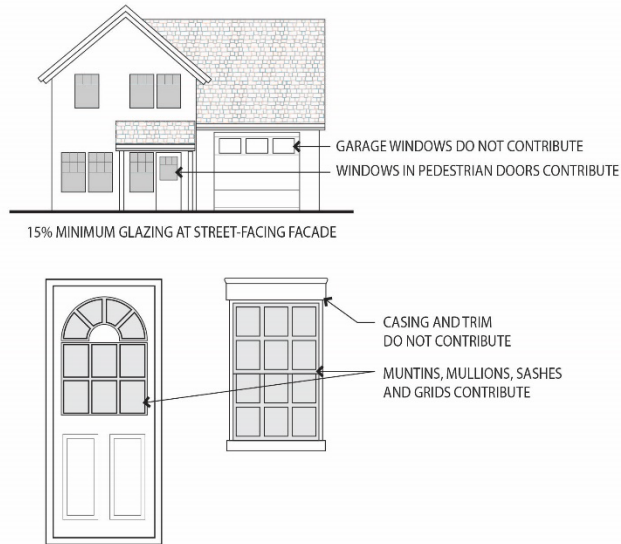 GARAGE WINDOWS DO NOT CONTRIBUTE
WINDOWS IN PEDESTRIAN DOORS CONTRIBUTE
15% MINIMUM GLAZING AT STREET-FACING FACADE
CASING AND TRIM
DO NOT CONTRIBUTE
MUNTINS, MULLIONS, SASHES
AND GRIDS CONTRIBUTE